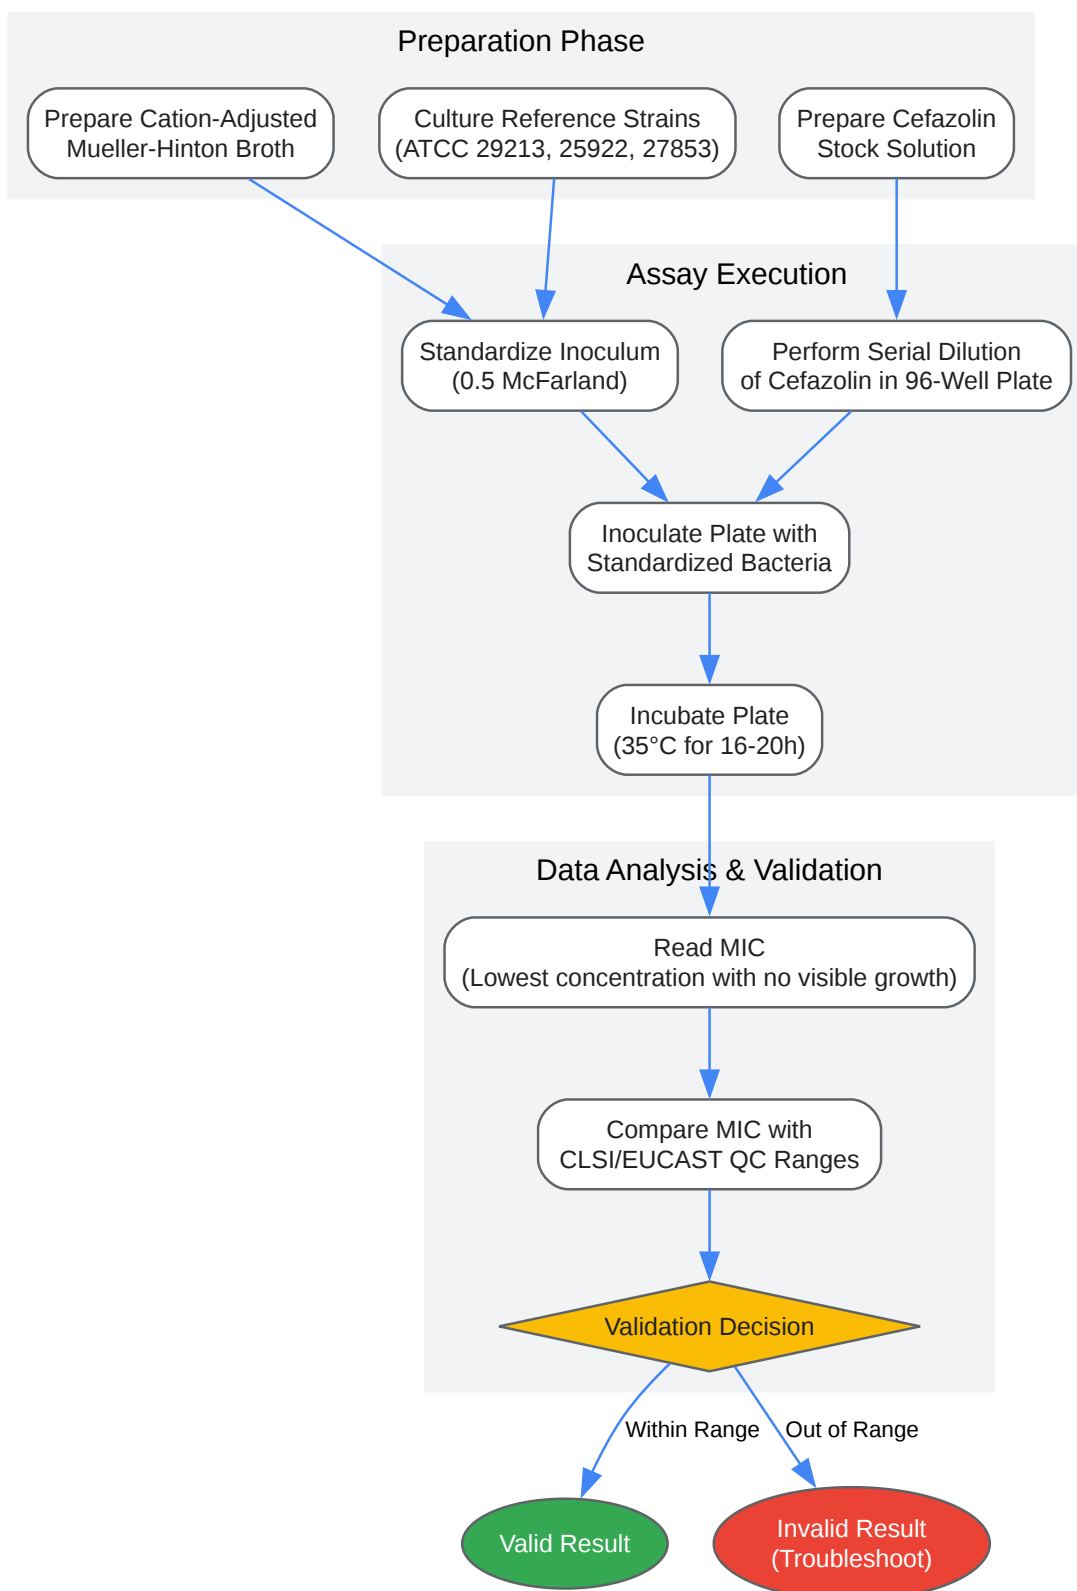 Preparation Phase
Prepare Cation-Adjusted
Mueller-Hinton Broth
Culture Reference Strains
(ATCC 29213, 25922, 27853)
Prepare Cefazolin
Stock Solution
Assay Execution
Standardize Inoculum
(0.5 McFarland)
Perform Serial Dilution
of Cefazolin in 96-Well Plate
Inoculate Plate with
Standardized Bacteria
Incubate Plate
(35°C for 16-20h)
Data Analysis & Validation
Read MIC
(Lowest concentration with no visible growth)
Compare MIC with
CLSI/EUCAST QC Ranges
Validation Decision
Within Range
Out of Range
Valid Result
Invalid Result
(Troubleshoot)